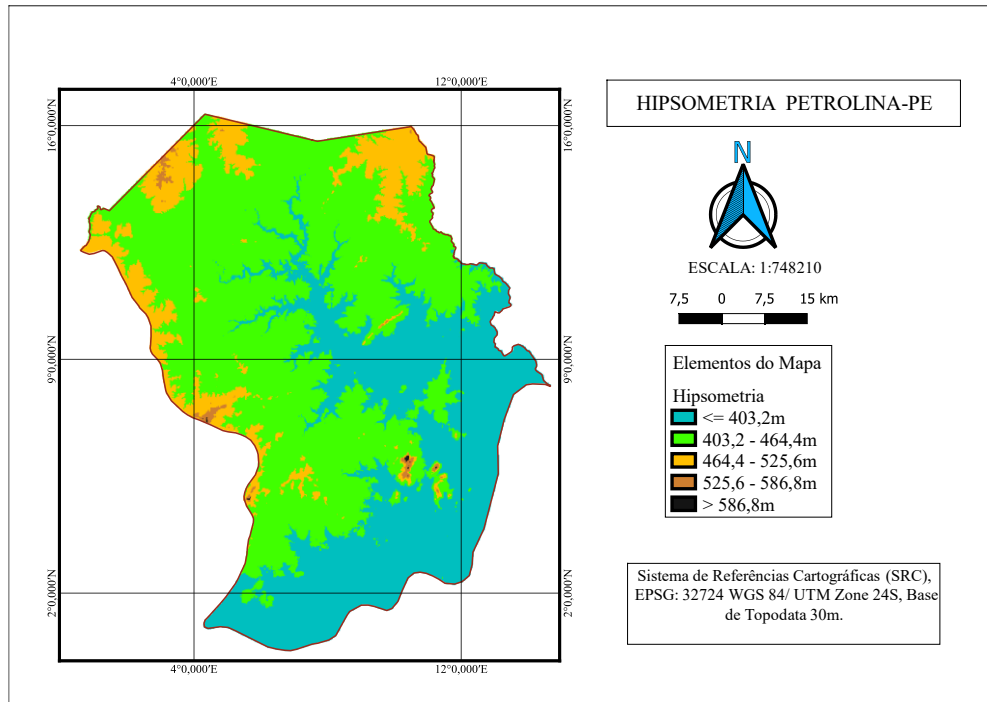 4°0,000'E
12°0,000'E
16°0,000'N
16°0,000'N
9°0,000'N
9°0,000'N
2°0,000'N
2°0,000'N
4°0,000'E
12°0,000'E
HIPSOMETRIA PETROLINA-PE
N
ESCALA: 1:748210
7,5 0 7,5 15 km
Elementos do Mapa
Hipsometria
<= 403,2m
403,2 - 464,4m
464,4 - 525,6m
525,6 - 586,8m
> 586,8m
Sistema de Referências Cartográficas (SRC),
EPSG: 32724 WGS 84/ UTM Zone 24S, Base
de Topodata 30m.